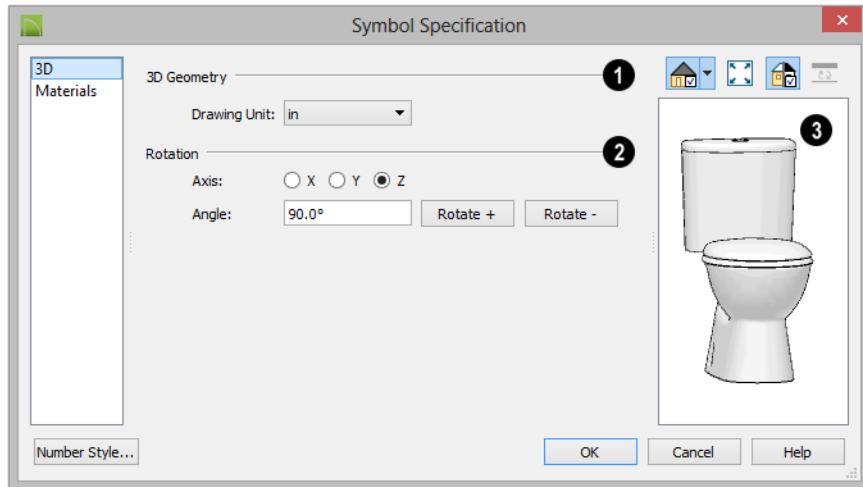 Symbol Specification
3D
Materials
3D Geometry
1
Drawing Unit: in
Rotation
2
Axis: X Y Z
Angle: 90.0° Rotate + Rotate -
3
Number Style...
OK Cancel Help